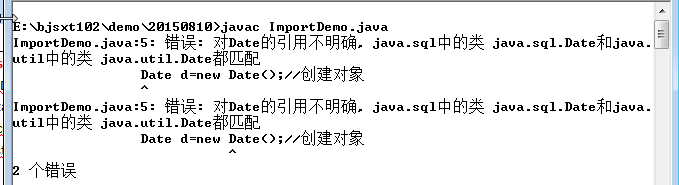 E:\bjsxt102\demo\20150810>javac ImportDemo.java
ImportDemo.java:5: 错误: 对Date的引用不明确, java.sql中的类 java.sql.Date和java.
util中的类 java.util.Date都匹配
Date d=new Date();//创建对象
^
ImportDemo.java:5: 错误: 对Date的引用不明确, java.sql中的类 java.sql.Date和java.
util中的类 java.util.Date都匹配
Date d=new Date();//创建对象
^
2 个错误